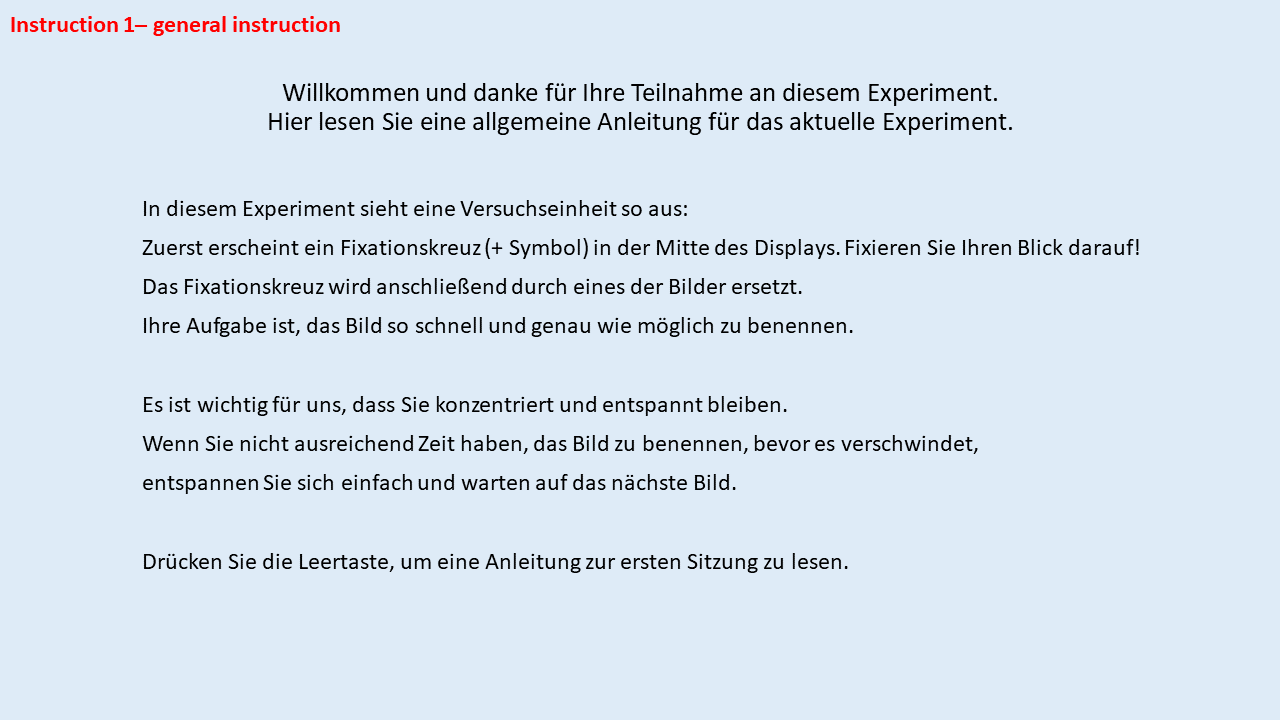 Instruction 1– general instruction
Willkommen und danke für Ihre Teilnahme an diesem Experiment.
Hier lesen Sie eine allgemeine Anleitung für das aktuelle Experiment.
In diesem Experiment sieht eine Versuchseinheit so aus:
Zuerst erscheint ein Fixationskreuz (+ Symbol) in der Mitte des Displays. Fixieren Sie Ihren Blick darauf!
Das Fixationskreuz wird anschließend durch eines der Bilder ersetzt.
Ihre Aufgabe ist, das Bild so schnell und genau wie möglich zu benennen.
Es ist wichtig für uns, dass Sie konzentriert und entspannt bleiben.
Wenn Sie nicht ausreichend Zeit haben, das Bild zu benennen, bevor es verschwindet,
entspannen Sie sich einfach und warten auf das nächste Bild.
Drücken Sie die Leertaste, um eine Anleitung zur ersten Sitzung zu lesen.